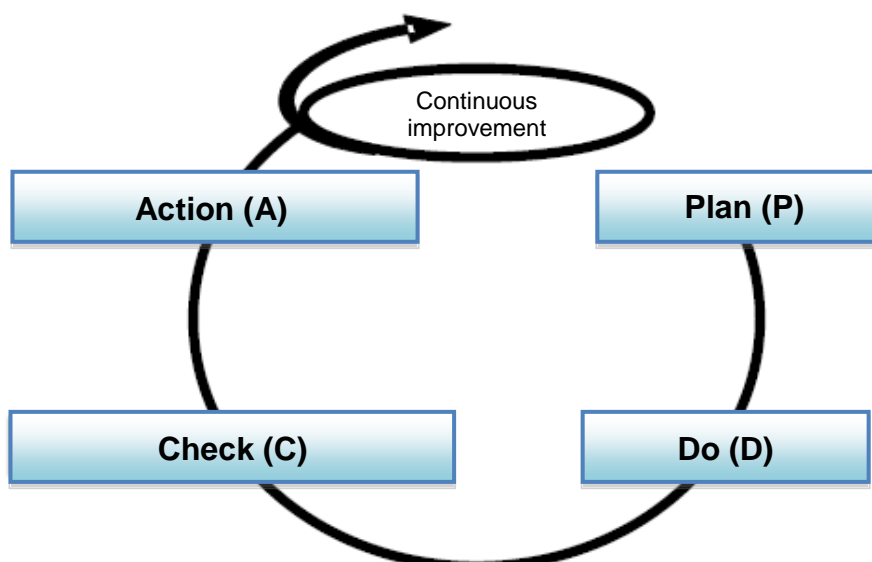 Continuous
improvement
Action (A)
Plan (P)
Check (C)
Do (D)